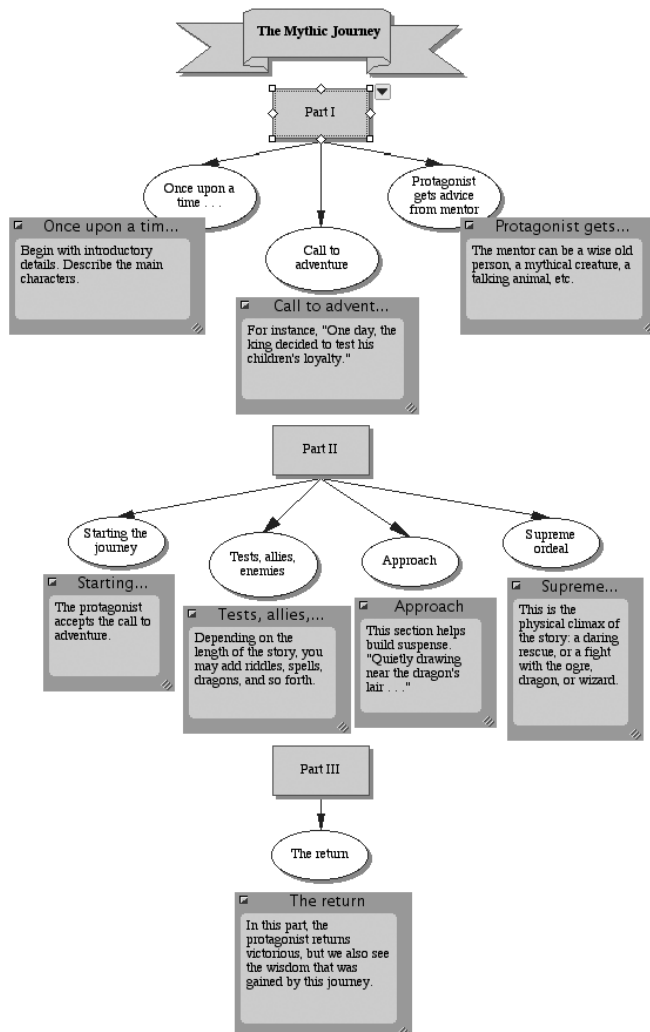 The Mythic Journey
Part I
Once upon a
time . . .
Call to
adventure
Protagonist
gets advice
from mentor
Once upon a tim...
Begin with introductory
details. Describe the main
characters.
Call to advent...
For instance, "One day, the
king decided to test his
children's loyalty."
Protagonist gets...
The mentor can be a wise old
person, a mythical creature, a
talking animal, etc.
Part II
Starting the
journey
Tests, allies,
enemies
Approach
Supreme
ordeal
Starting...
The protagonist
accepts the call to
adventure.
Tests, allies,...
Depending on the
length of the story, you
may add riddles, spells,
dragons, and so forth.
Approach
This section helps
build suspense.
"Quietly drawing
near the dragon's
lair . . ."
Supreme...
This is the
physical climax of
the story: a daring
rescue, or a fight
with the ogre,
dragon, or wizard.
Part III
The return
The return
In this part, the
protagonist returns
victorious, but we also see
the wisdom that was
gained by this journey.